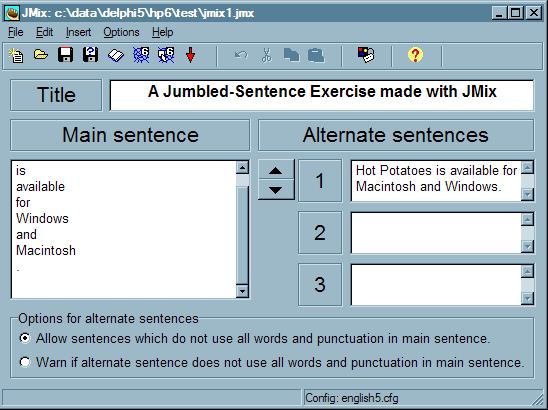 JMix: c:\data\delphi5\hp6\test\jmix1.jmx
File Edit Insert Options Help
Title
A Jumbled-Sentence Exercise made with JMix
Main sentence
Alternate sentences
is
available
for
Windows
and
Macintosh
.
1
Hot Potatoes is available for
Macintosh and Windows.
2
3
Options for alternate sentences
Allow sentences which do not use all words and punctuation in main sentence.
Warn if alternate sentence does not use all words and punctuation in main sentence.
Config: english5.cfg